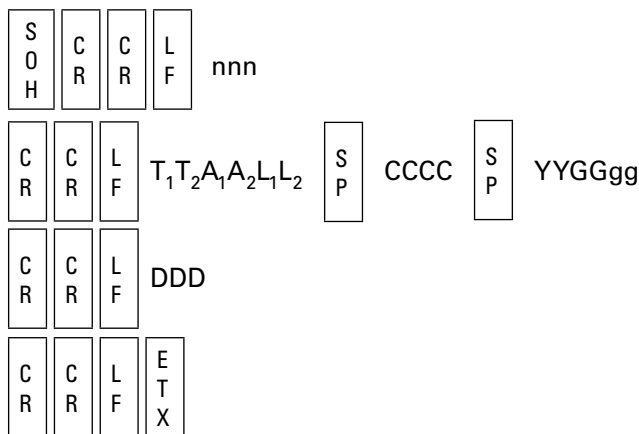 SOH CR CR LF nnn
CR CR LF T₁T₂A₁A₂L₁L₂ SP CCCC SP YYGGgg
CR CR LF DDD
CR CR LF ETX